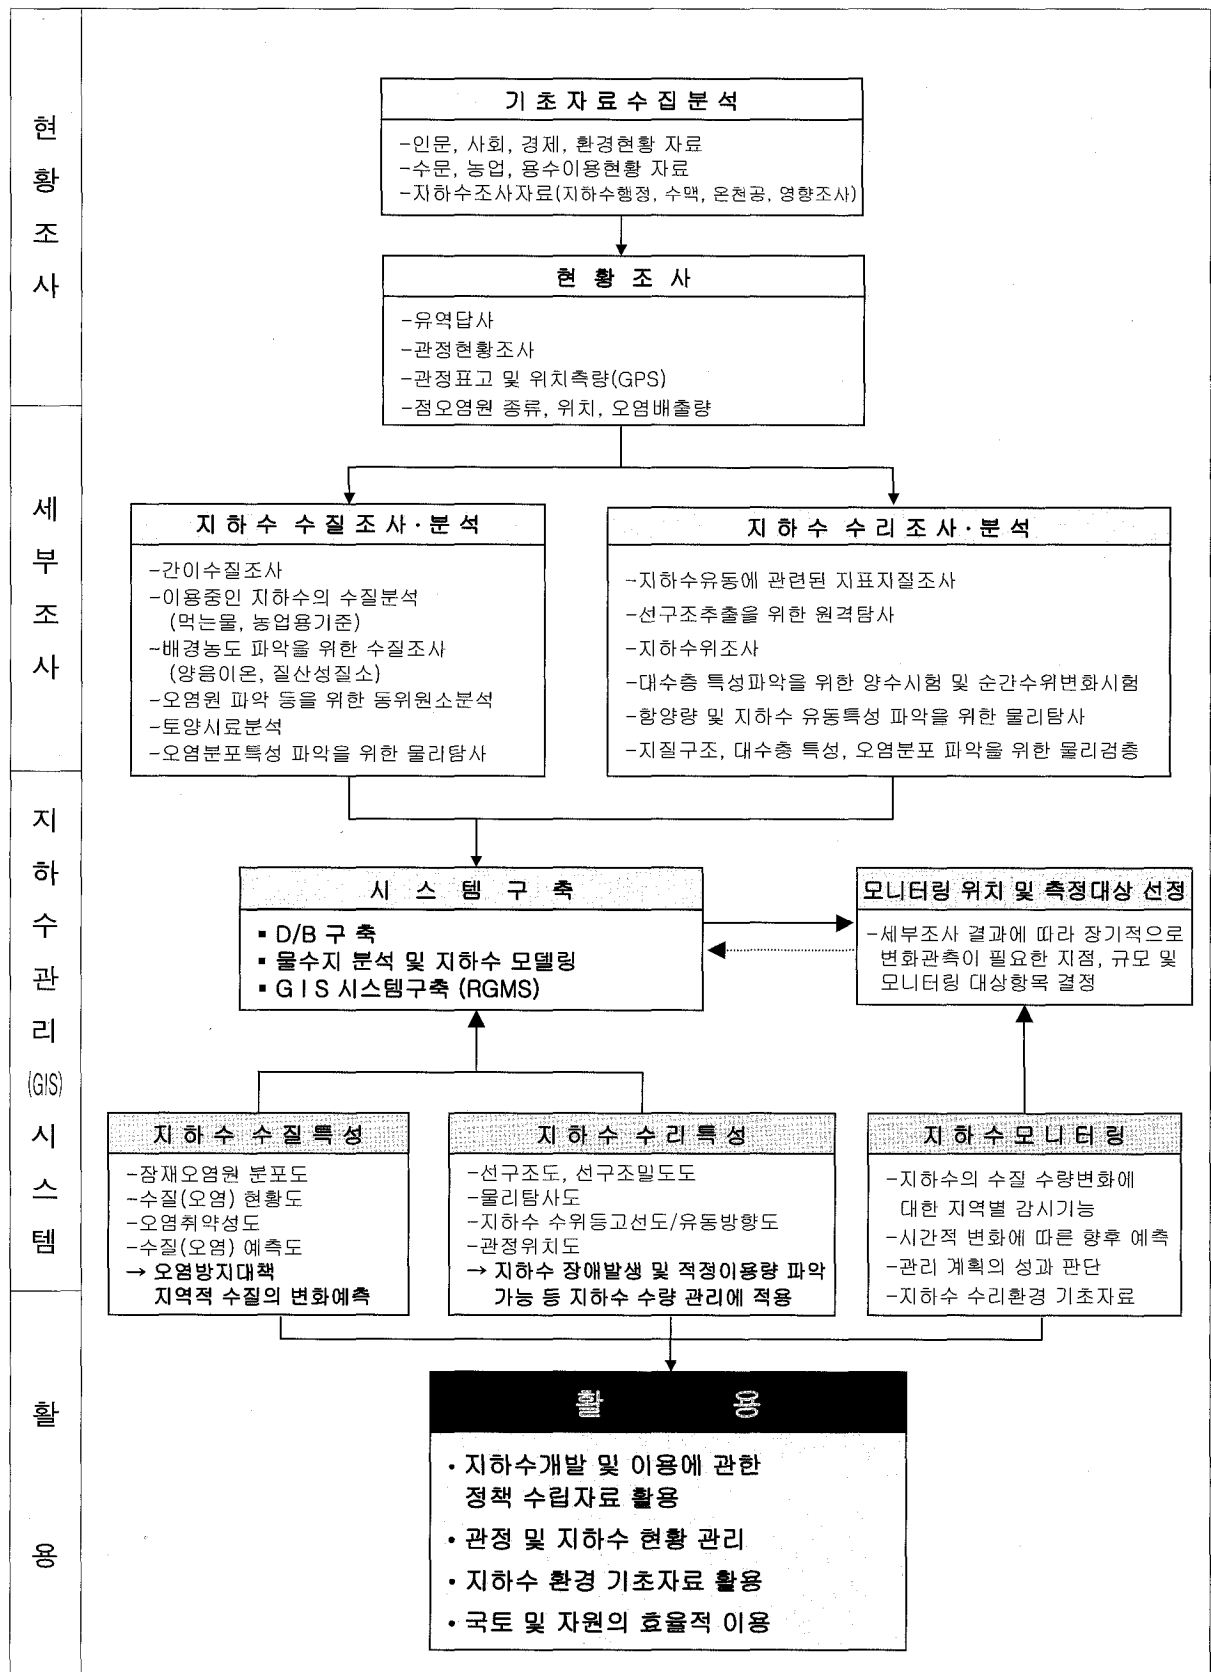 현
황
조
사
기초자료수집분석
-인문, 사회, 경제, 환경현황 자료
-수문, 농업, 용수이용현황 자료
-지하수조사자료(지하수행정, 수맥, 온천공, 영향조사)
현 황 조 사
-유역답사
-관정현황조사
-관정표고 및 위치측량(GPS)
-점오염원 종류, 위치, 오염배출량
세
부
조
사
지하수 수질조사·분석
-간이수질조사
-이용중인 지하수의 수질분석
(먹는물, 농업용기준)
-배경농도 파악을 위한 수질조사
(양음이온, 질산성질소)
-오염원 파악 등을 위한 동위원소분석
-토양시료분석
-오염분포특성 파악을 위한 물리탐사
지하수 수리조사·분석
-지하수유동에 관련된 지표지질조사
-선구조추출을 위한 원격탐사
-지하수위조사
-대수층 특성파악을 위한 양수시험 및 순간수위변화시험
-함양량 및 지하수 유동특성 파악을 위한 물리탐사
-지질구조, 대수층 특성, 오염분포 파악을 위한 물리검층
지
하
수
관
리
(GIS)
시
스
템
시 스 템 구 축
▪ D/B 구 축
▪ 물수지 분석 및 지하수 모델링
▪ G I S 시스템구축 (RGMS)
모니터링 위치 및 측정대상 선정
-세부조사 결과에 따라 장기적으로
변화관측이 필요한 지점, 규모 및
모니터링 대상항목 결정
지하수 수질특성
-잠재오염원 분포도
-수질(오염) 현황도
-오염취약성도
-수질(오염) 예측도
→ 오염방지대책
지역적 수질의 변화예측
지하수 수리특성
-선구조도, 선구조밀도도
-물리탐사도
-지하수 수위등고선도/유동방향도
-관정위치도
→ 지하수 장애발생 및 적정이용량 파악
가능 등 지하수 수량 관리에 적용
지하수모니터링
-지하수의 수질 수량변화에
대한 지역별 감시기능
-시간적 변화에 따른 향후 예측
-관리 계획의 성과 판단
-지하수 수리환경 기초자료
활
용
활 용
· 지하수개발 및 이용에 관한
정책 수립자료 활용
· 관정 및 지하수 현황 관리
· 지하수 환경 기초자료 활용
· 국토 및 자원의 효율적 이용